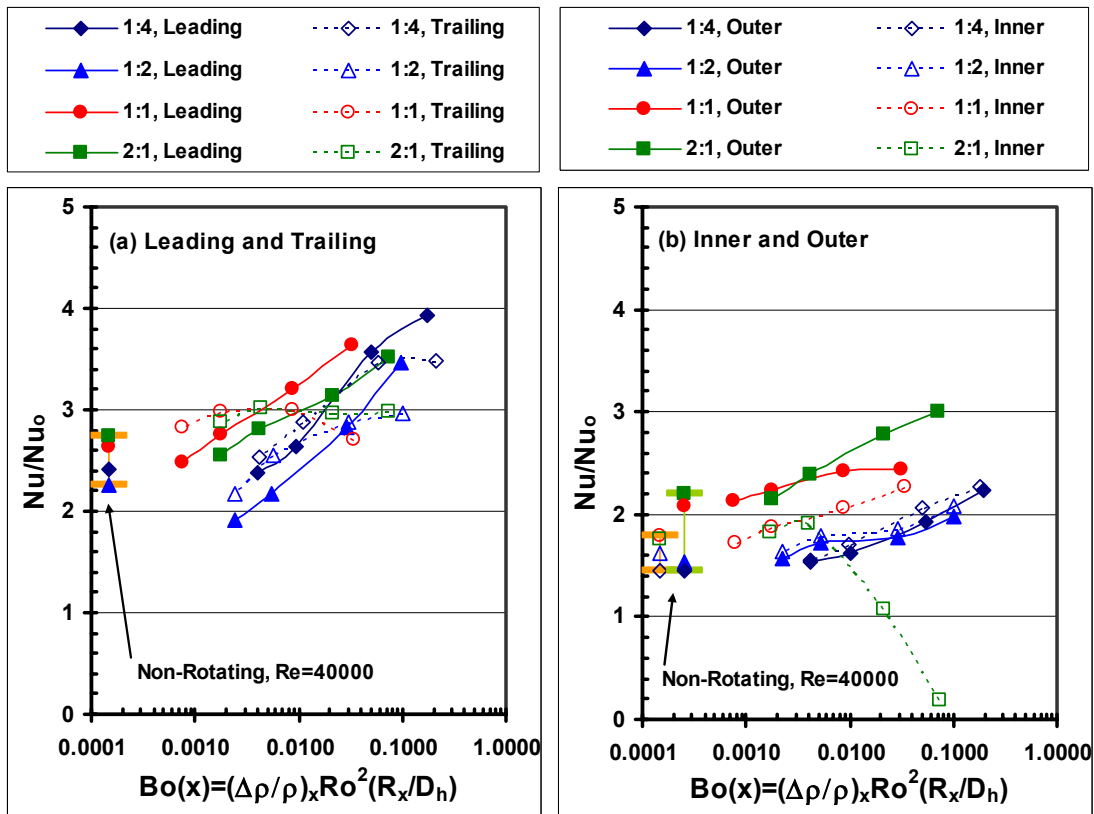 1:4, Leading 1:4, Trailing
1:2, Leading 1:2, Trailing
1:1, Leading 1:1, Trailing
2:1, Leading 2:1, Trailing
1:4, Outer 1:4, Inner
1:2, Outer 1:2, Inner
1:1, Outer 1:1, Inner
2:1, Outer 2:1, Inner
(a) Leading and Trailing
Nu/Nuₒ
5
4
3
2
1
0
Non-Rotating, Re=40000
0.0001 0.0010 0.0100 0.1000 1.0000
Bo(x)=(Δρ/ρ)ₓRo²(Rₓ/Dₕ)
(b) Inner and Outer
Nu/Nuₒ
5
4
3
2
1
0
Non-Rotating, Re=40000
0.0001 0.0010 0.0100 0.1000 1.0000
Bo(x)=(Δρ/ρ)ₓRo²(Rₓ/Dₕ)